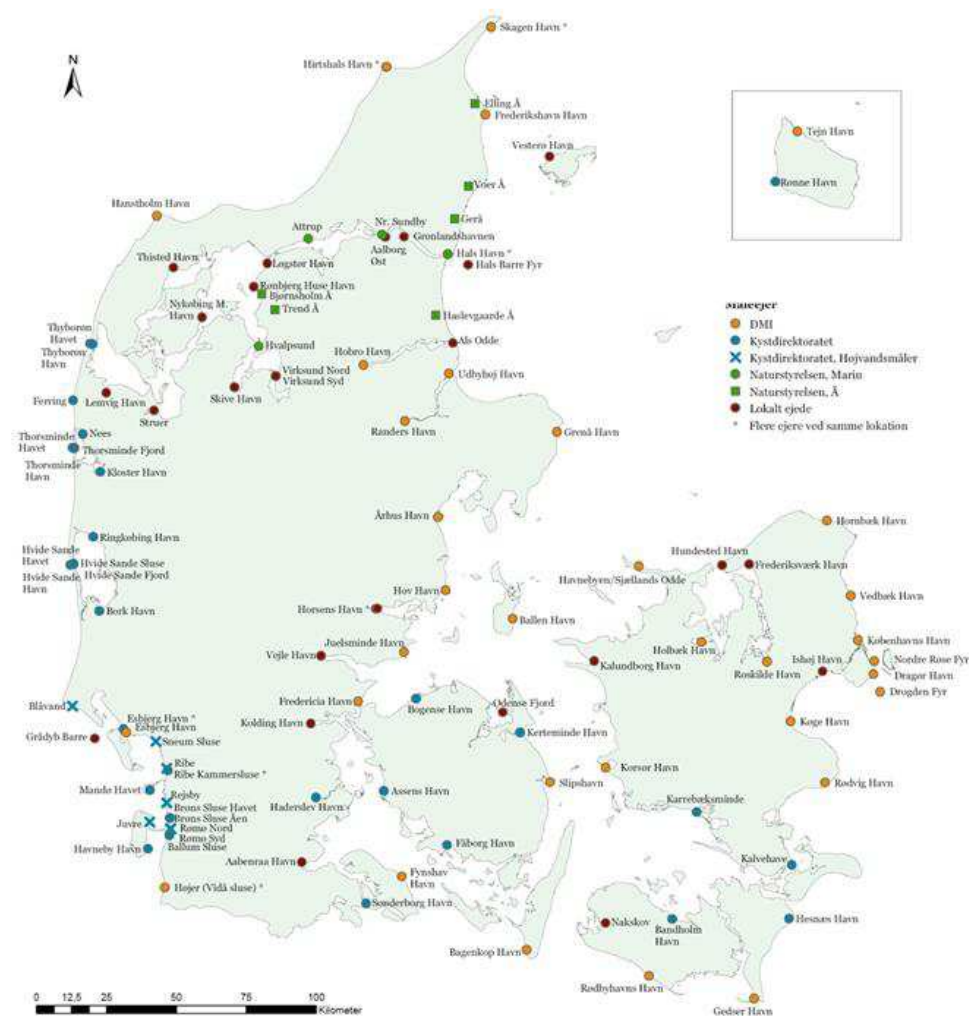 Skagen Havn *
Hirtshals Havn *
N
Elling Å
Frederikshavn Havn
Tejn Havn
Vesterø Havn
Rønne Havn
Voer Å
Hanstholm Havn
Gerå
Nr. Sundby
Attrup
Grønlandshavnen
Aalborg
Øst
Hals Havn *
Hals Barre Fyr
Thisted Havn
Løgstør Havn
Rønbjerg Huse Havn
Bjørnsholm Å
Trend Å
Nykøbing M.
Havn
Haslevgaarde Å
Måleejer
DMI
Kystdirektoratet
Kystdirektoratet, Højvandsmåler
Naturstyrelsen, Marin
Naturstyrelsen, Å
Lokalt ejede
* Flere ejere ved samme lokation
Thyborøn
Havet
Thyborøn
Havn
Hvalpsund
Als Odde
Hobro Havn
Virksund Nord
Virksund Syd
Udbyhøj Havn
Skive Havn
Lemvig Havn
Ferring
Struer
Randers Havn
Grenå Havn
Nees
Thorsminde
Havet
Thorsminde Fjord
Thorsminde
Havn
Kloster Havn
Århus Havn
Hornbæk Havn
Ringkøbing Havn
Hvide Sande
Havet
Hvide Sande Sluse
Hvide Sande Fjord
Hvide Sande
Havn
Hundested Havn
Frederiksværk Havn
Havnebyen/Sjællands Odde
Hov Havn
Vedbæk Havn
Bork Havn
Horsens Havn *
Ballen Havn
Juelsminde Havn
Vejle Havn
Holbæk Havn
Københavns Havn
Kalundborg Havn
Roskilde Havn
Ishøj Havn
Nordre Røse Fyr
Dragør Havn
Drogden Fyr
Blåvand
Fredericia Havn
Bogense Havn
Odense Fjord
Køge Havn
Esbjerg Havn *
Esbjerg Havn
Kolding Havn
Kerteminde Havn
Grådyb Barre
Sneum Sluse
Ribe
Ribe Kammersluse *
Korsør Havn
Slipshavn
Rødvig Havn
Mandø Havet
Rejsby
Assens Havn
Haderslev Havn
Brøns Sluse Havet
Brøns Sluse Åen
Karrebæksminde
Juvre
Rømø Nord
Rømø Syd
Ballum Sluse
Havneby Havn
Fåborg Havn
Aabenraa Havn
Kalvehave
Fynshav
Havn
Højer (Vidå sluse) *
Sønderborg Havn
Nakskov
Bandholm
Havn
Hesnæs Havn
Bagenkop Havn
Rødbyhavns Havn
Gedser Havn
0 12,5 25 50 75 100
Kilometer